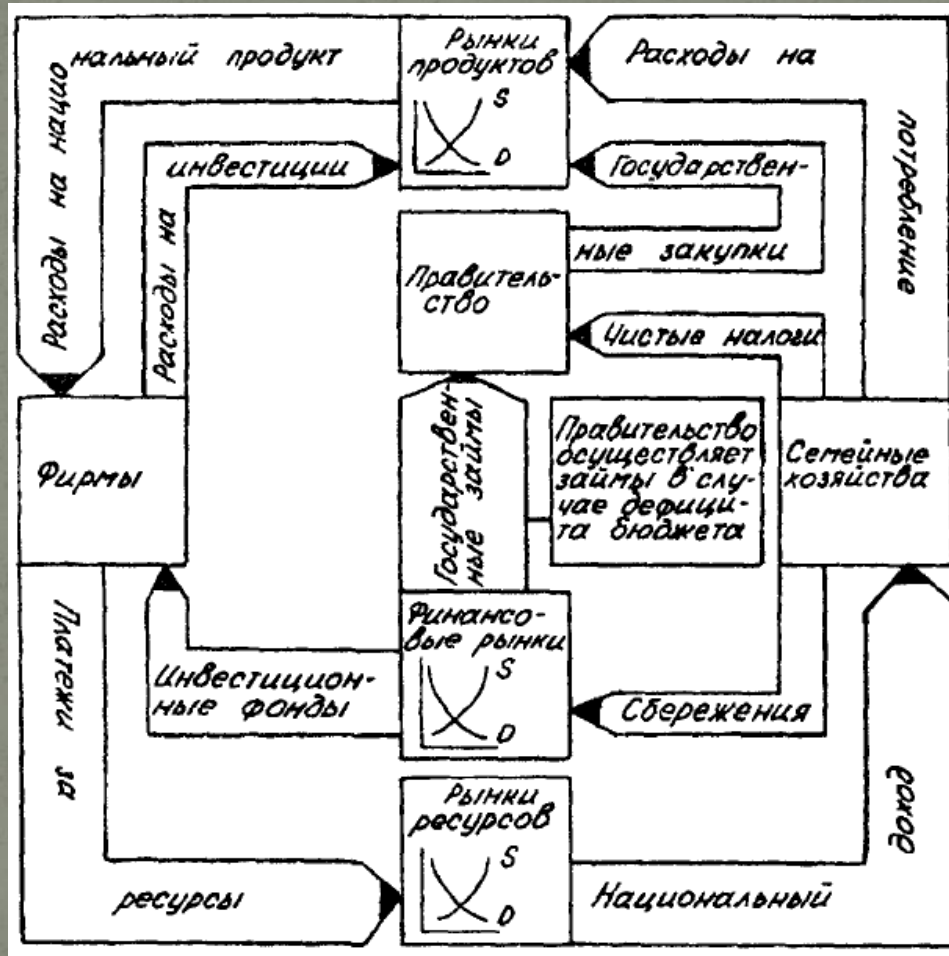 Расходы на нацио
нальный продукт
Рынки
продуктов
S
D
Расходы на
потребление
Расходы на
инвестиции
Государствен-
ные закупки
Правитель-
ство
Чистые налоги
Фирмы
Государствен-
ные займы
Правительство
осуществляет
займы в слу-
чае дефици-
та бюджета
Семейные
хозяйства
Финансо-
вые рынки
S
D
Инвестицион-
ные фонды
Сбережения
Платежи за
ресурсы
Рынки
ресурсов
S
D
Национальный
доход